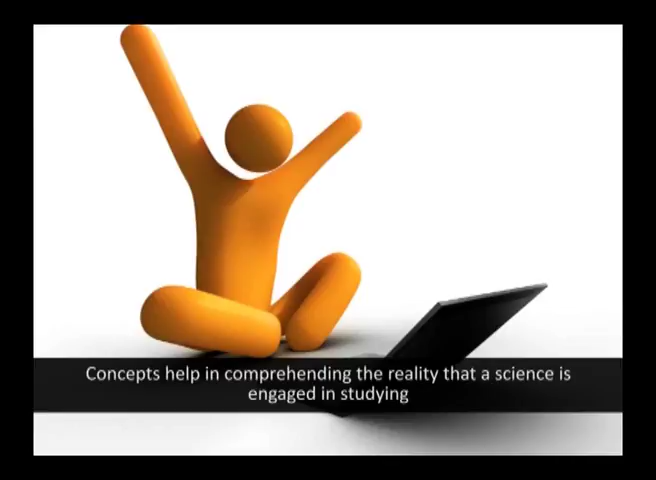 Concepts help in comprehending the reality that a science is
engaged in studying